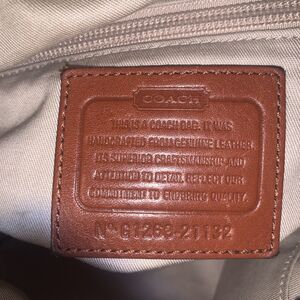 COACH
THIS IS A COACH BAG. IT WAS
HANDCRAFTED FROM GENUINE LEATHER.
ITS SUPERIOR CRAFTSMANSHIP AND
ATTENTION TO DETAIL REFLECT OUR
COMMITMENT TO ENDURING QUALITY.
Nº G1268-21132